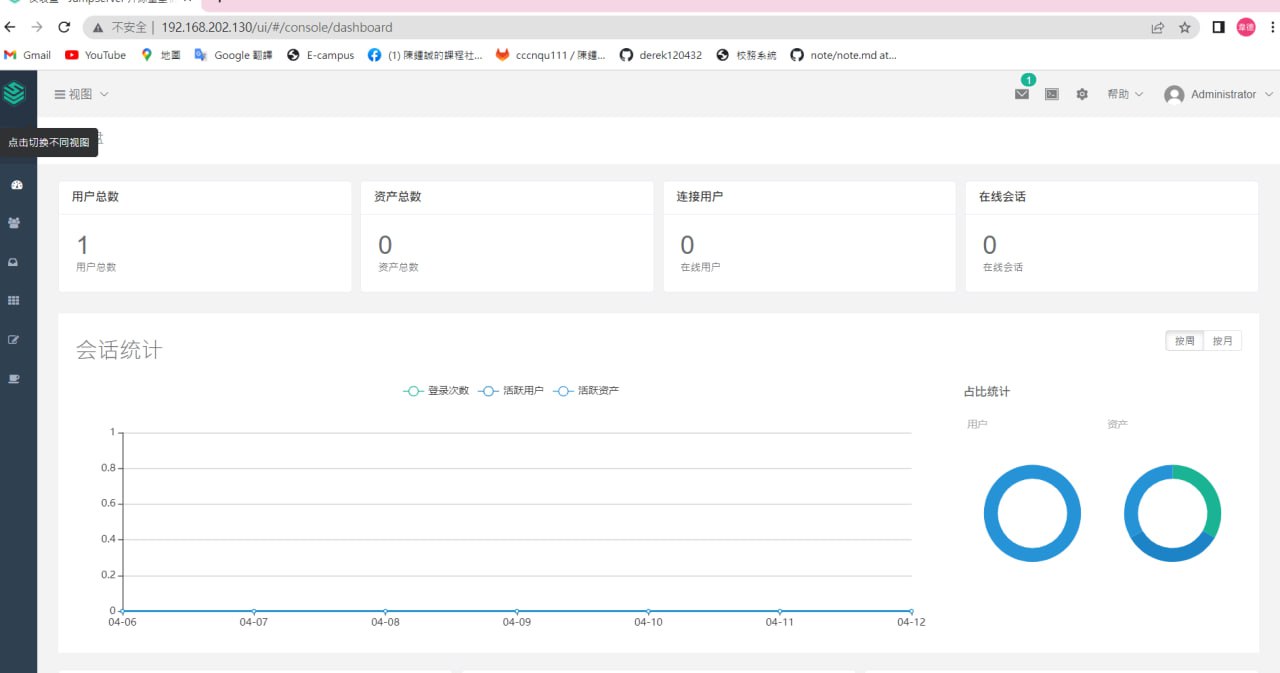 不安全 | 192.168.202.130/ui/#/console/dashboard
Gmail YouTube 地圖 Google 翻譯 E-campus (1) 陳鍾誠的課程社... cccnqu111 / 陳鍾... derek120432 校務系統 note/note.md at...
视图 1 帮助 Administrator
点击切换不同视图 盘
用户总数 资产总数 连接用户 在线会话
1 0 0 0
用户总数 资产总数 在线用户 在线会话
会话统计 按周 按月
登录次数 活跃用户 活跃资产 占比统计
用户 资产
1
0.8
0.6
0.4
0.2
0
04-06 04-07 04-08 04-09 04-10 04-11 04-12